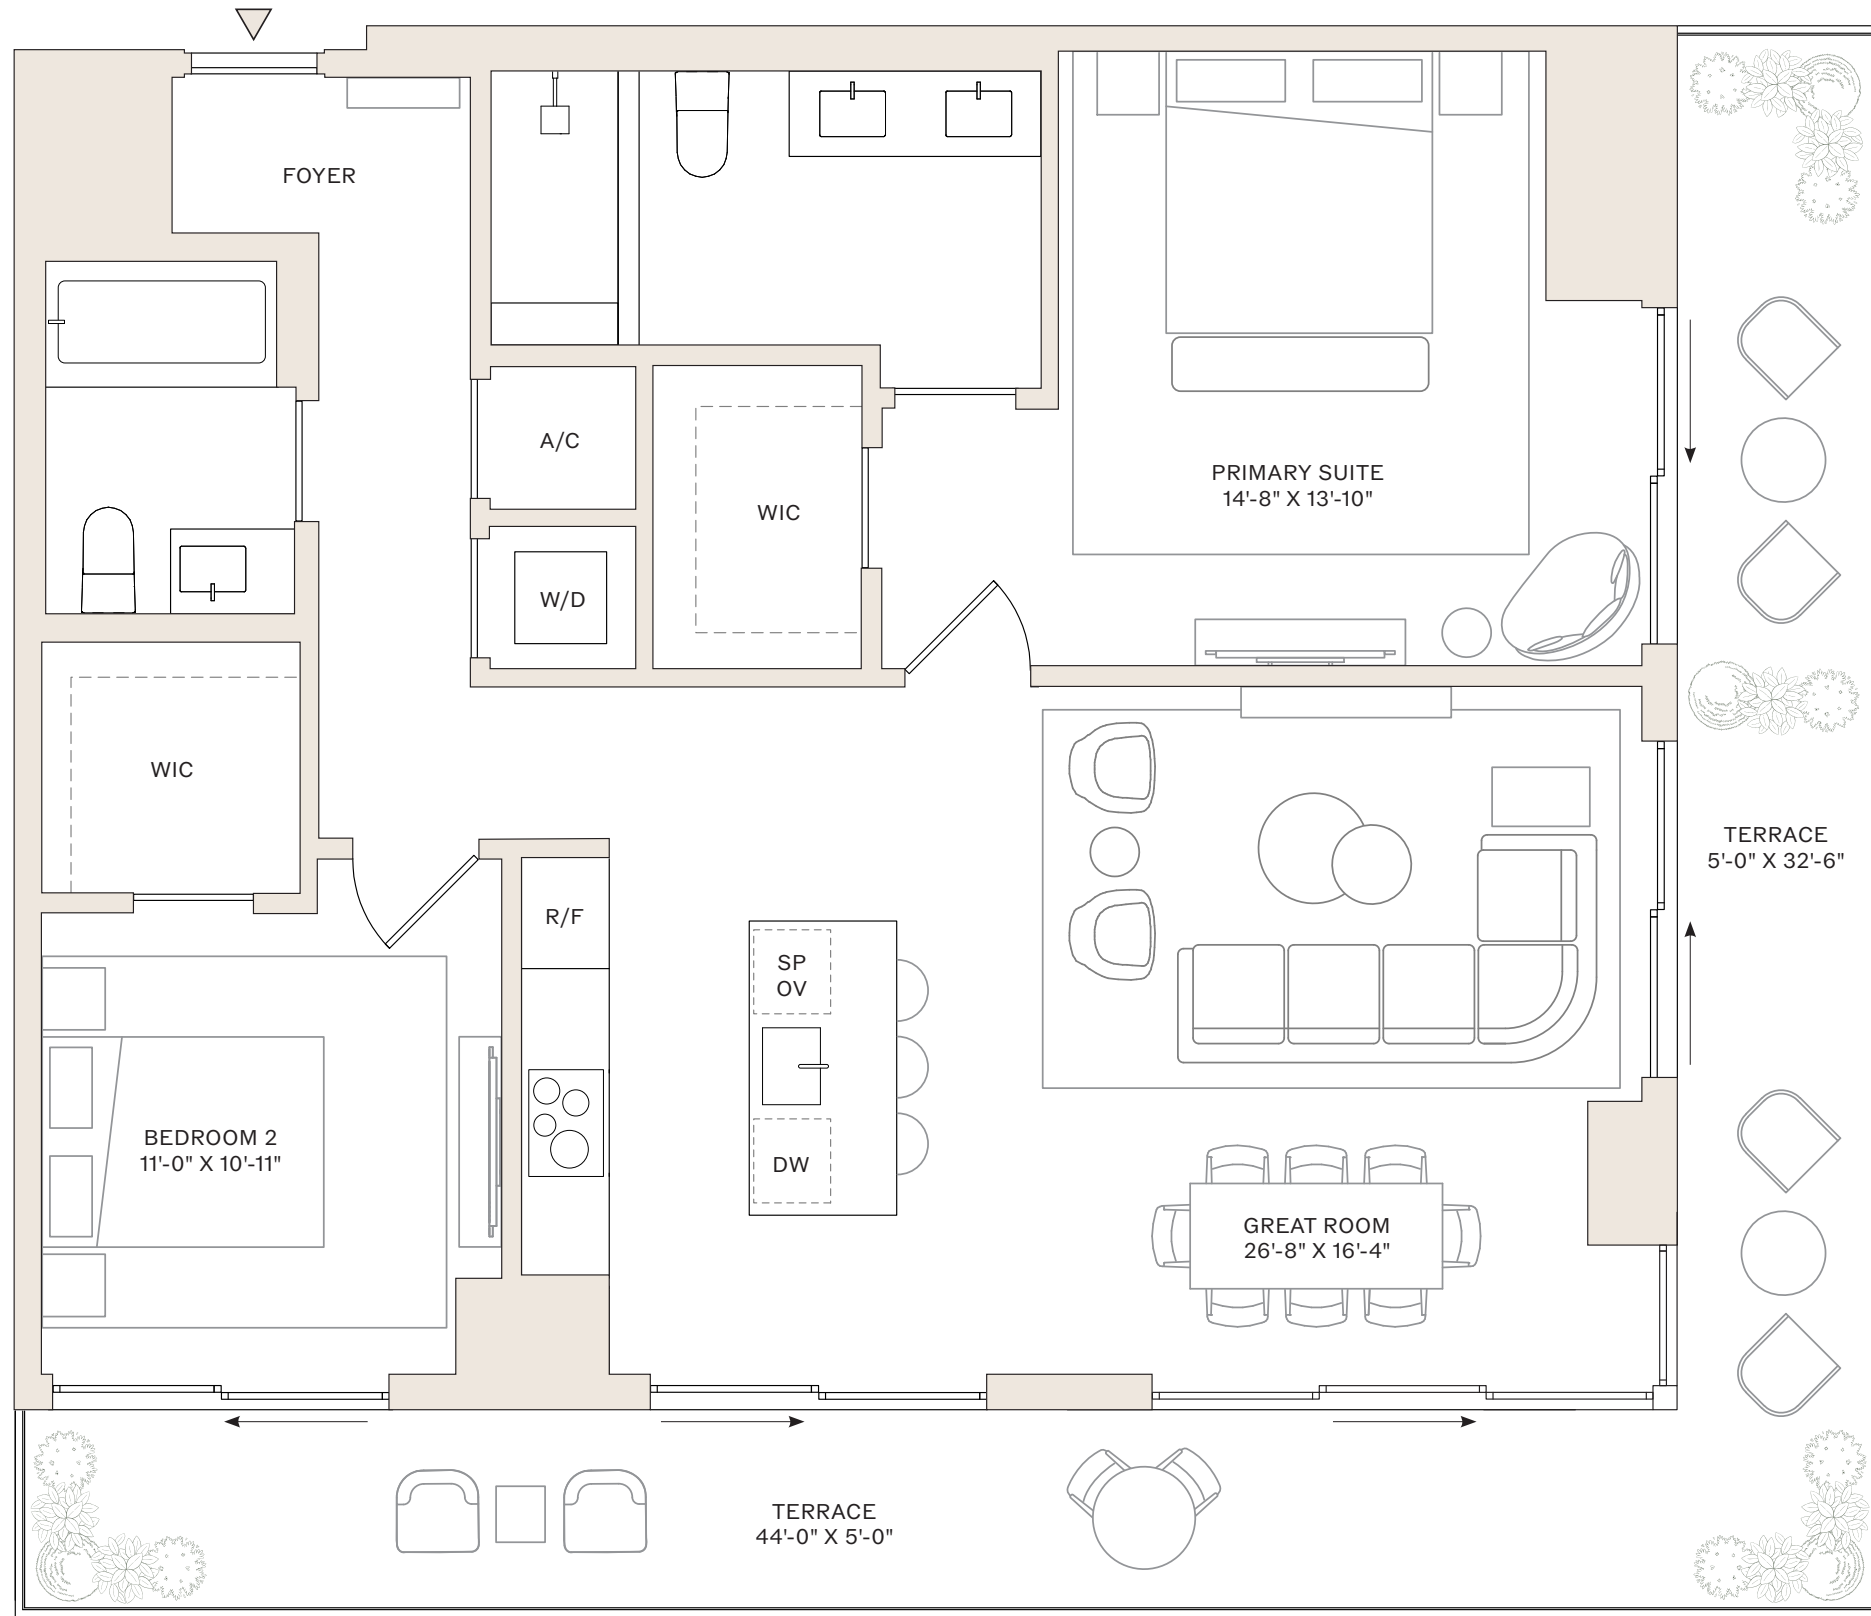 FOYER
A/C
WIC
PRIMARY SUITE
14'-8" X 13'-10"
W/D
WIC
TERRACE
5'-0" X 32'-6"
R/F
SP
OV
BEDROOM 2
11'-0" X 10'-11"
DW
GREAT ROOM
26'-8" X 16'-4"
TERRACE
44'-0" X 5'-0"